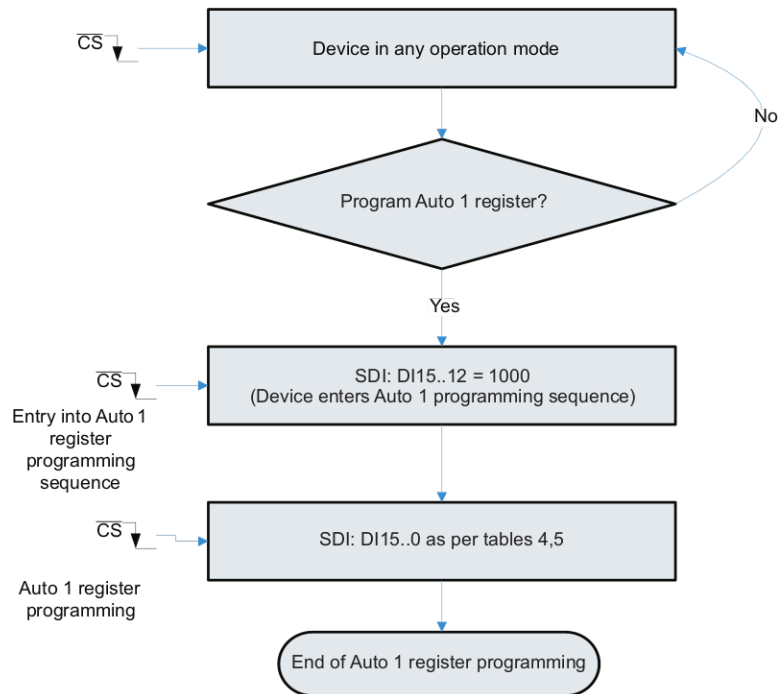 CS
Device in any operation mode
No
Program Auto 1 register?
Yes
CS
SDI: DI15..12 = 1000
(Device enters Auto 1 programming sequence)
Entry into Auto 1
register
programming
sequence
CS
SDI: DI15..0 as per tables 4,5
Auto 1 register
programming
End of Auto 1 register programming